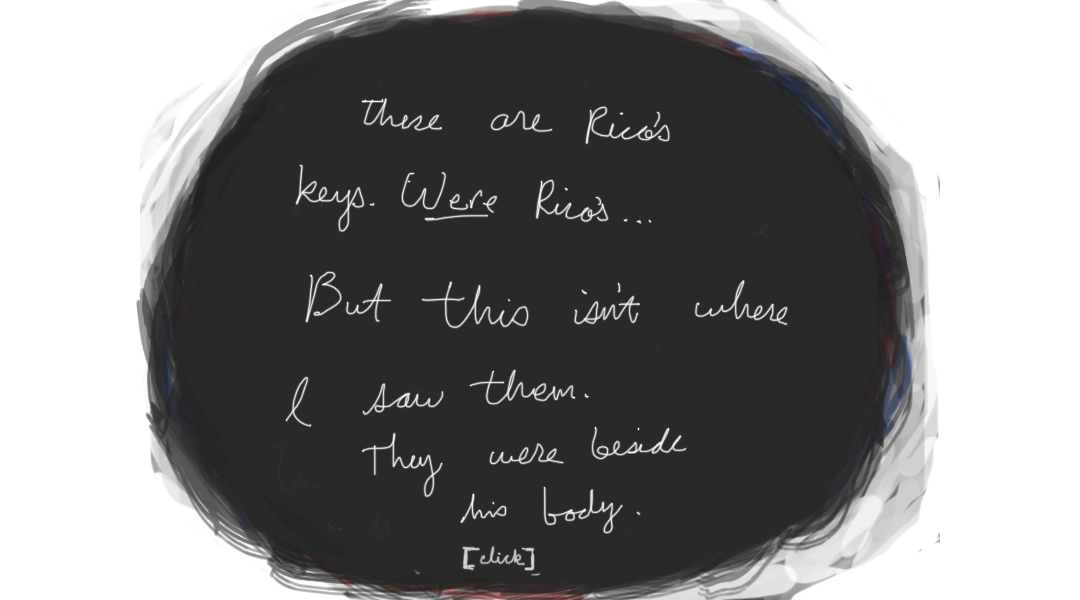 These are Rico's
keys. Were Rico's...
But this isn't where
I saw them.
They were beside
his body.
[click]